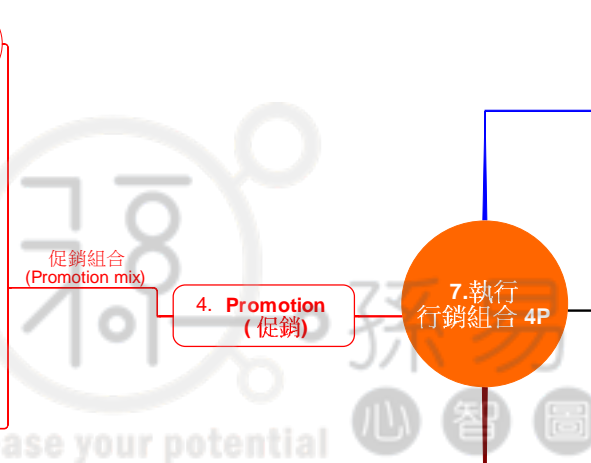 促銷組合
(Promotion mix)
4. Promotion
( 促銷)
7.執行
行銷組合 4P
孫易
心智圖
ase your potential